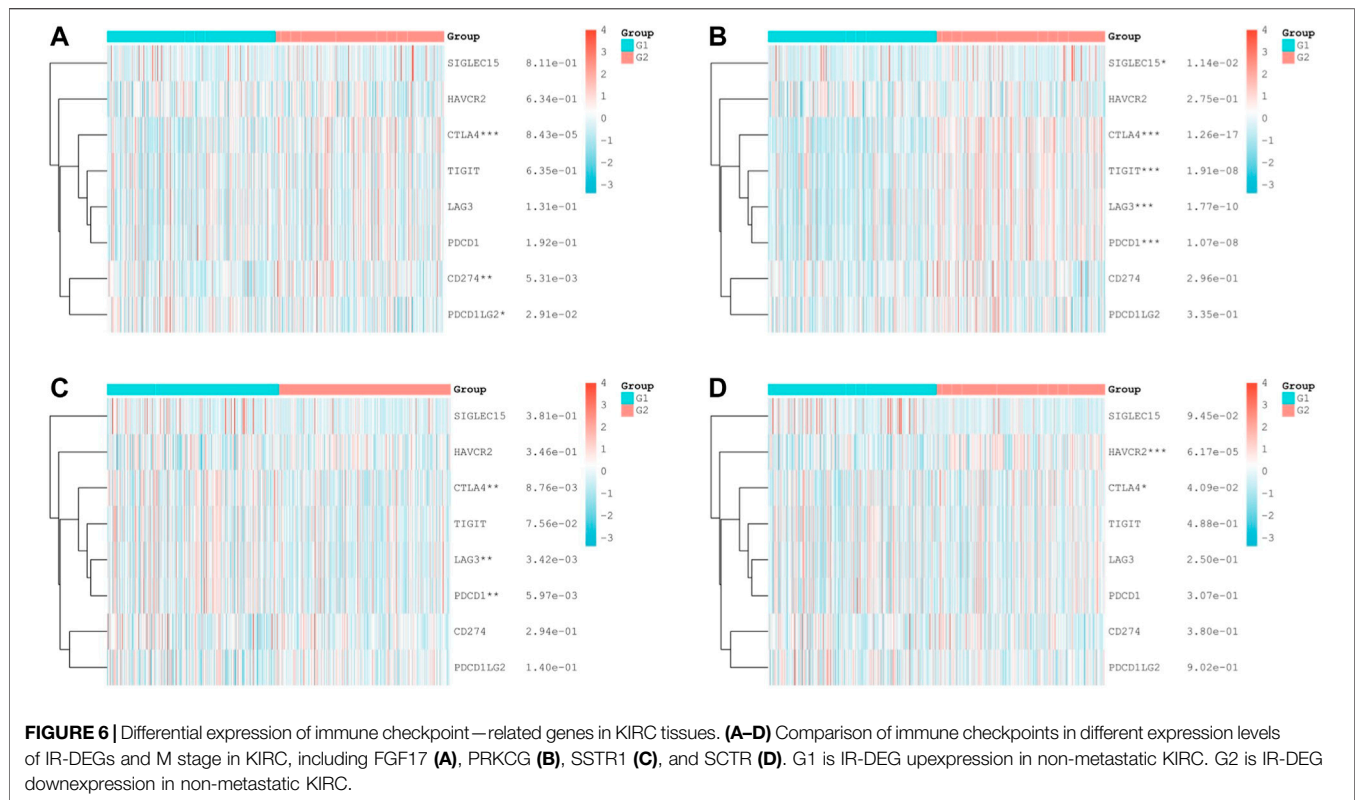 A
Group
SIGLEC15 8.11e-01
HAVCR2 6.34e-01
CTLA4*** 8.43e-05
TIGIT 6.35e-01
LAG3 1.31e-01
PDCD1 1.92e-01
CD274** 5.31e-03
PDCD1LG2* 2.91e-02
4
3
2
1
0
−1
−2
−3
Group
G1
G2
B
Group
SIGLEC15* 1.14e-02
HAVCR2 2.75e-01
CTLA4*** 1.26e-17
TIGIT*** 1.91e-08
LAG3*** 1.77e-10
PDCD1*** 1.07e-08
CD274 2.96e-01
PDCD1LG2 3.35e-01
4
3
2
1
0
−1
−2
−3
Group
G1
G2
C
Group
SIGLEC15 3.81e-01
HAVCR2 3.46e-01
CTLA4** 8.76e-03
TIGIT 7.56e-02
LAG3** 3.42e-03
PDCD1** 5.97e-03
CD274 2.94e-01
PDCD1LG2 1.40e-01
4
3
2
1
0
−1
−2
−3
Group
G1
G2
D
Group
SIGLEC15 9.45e-02
HAVCR2*** 6.17e-05
CTLA4* 4.09e-02
TIGIT 4.88e-01
LAG3 2.50e-01
PDCD1 3.07e-01
CD274 3.80e-01
PDCD1LG2 9.02e-01
4
3
2
1
0
−1
−2
−3
Group
G1
G2
FIGURE 6 | Differential expression of immune checkpoint—related genes in KIRC tissues. (A–D) Comparison of immune checkpoints in different expression levels
of IR-DEGs and M stage in KIRC, including FGF17 (A), PRKCG (B), SSTR1 (C), and SCTR (D). G1 is IR-DEG upexpression in non-metastatic KIRC. G2 is IR-DEG
downexpression in non-metastatic KIRC.